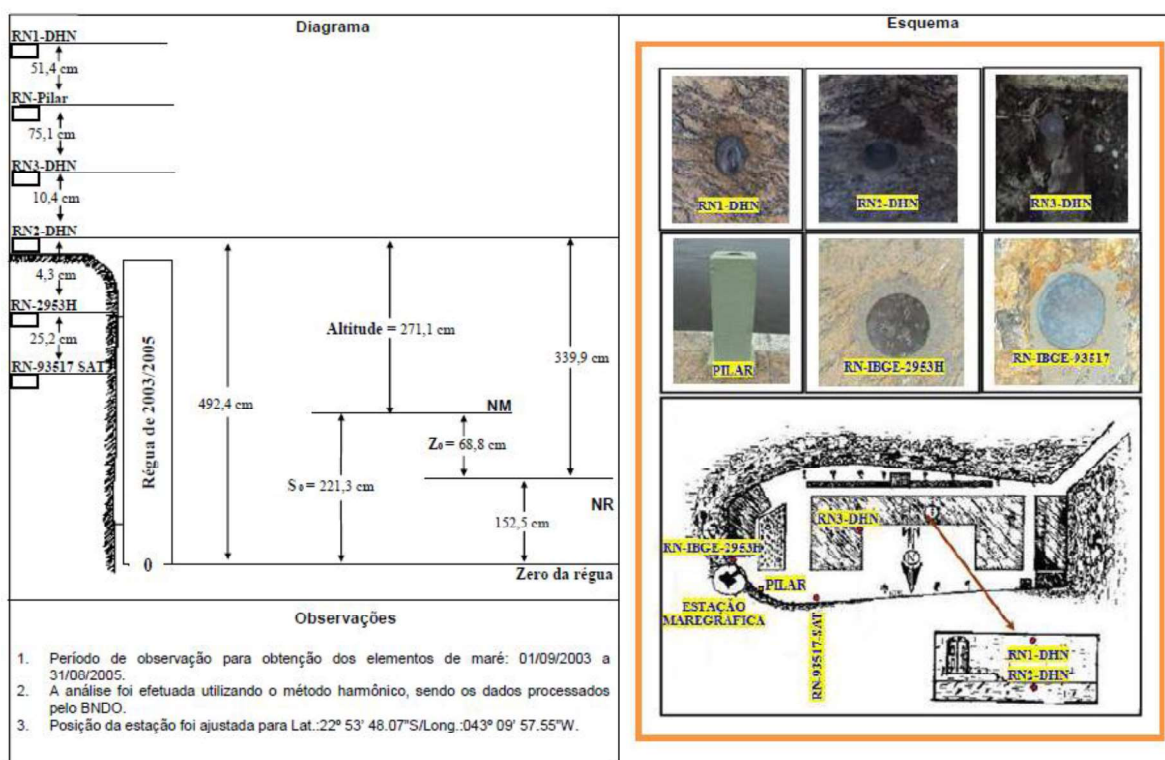 Diagrama
RN1-DHN
51,4 cm
RN-Pilar
75,1 cm
RN3-DHN
10,4 cm
RN2-DHN
4,3 cm
RN-2953H
25,2 cm
RN-93517 SAT
Régua de 2003/2005
0
492,4 cm
Altitude = 271,1 cm
339,9 cm
NM
Z₀ = 68,8 cm
S₀ = 221,3 cm
NR
152,5 cm
Zero da régua
Observações
1. Período de observação para obtenção dos elementos de maré: 01/09/2003 a
31/08/2005.
2. A análise foi efetuada utilizando o método harmônico, sendo os dados processados
pelo BNDO.
3. Posição da estação foi ajustada para Lat.:22º 53' 48.07"S/Long.:043º 09' 57.55"W.
Esquema
RN1-DHN
RN2-DHN
RN3-DHN
PILAR
RN-IBGE-2953H
RN-IBGE-93517
RN3-DHN
RN-IBGE-2953H
N
PILAR
ESTAÇÃO
MAREGRÁFICA
RN-93517-SAT
RN1-DHN
RN2-DHN